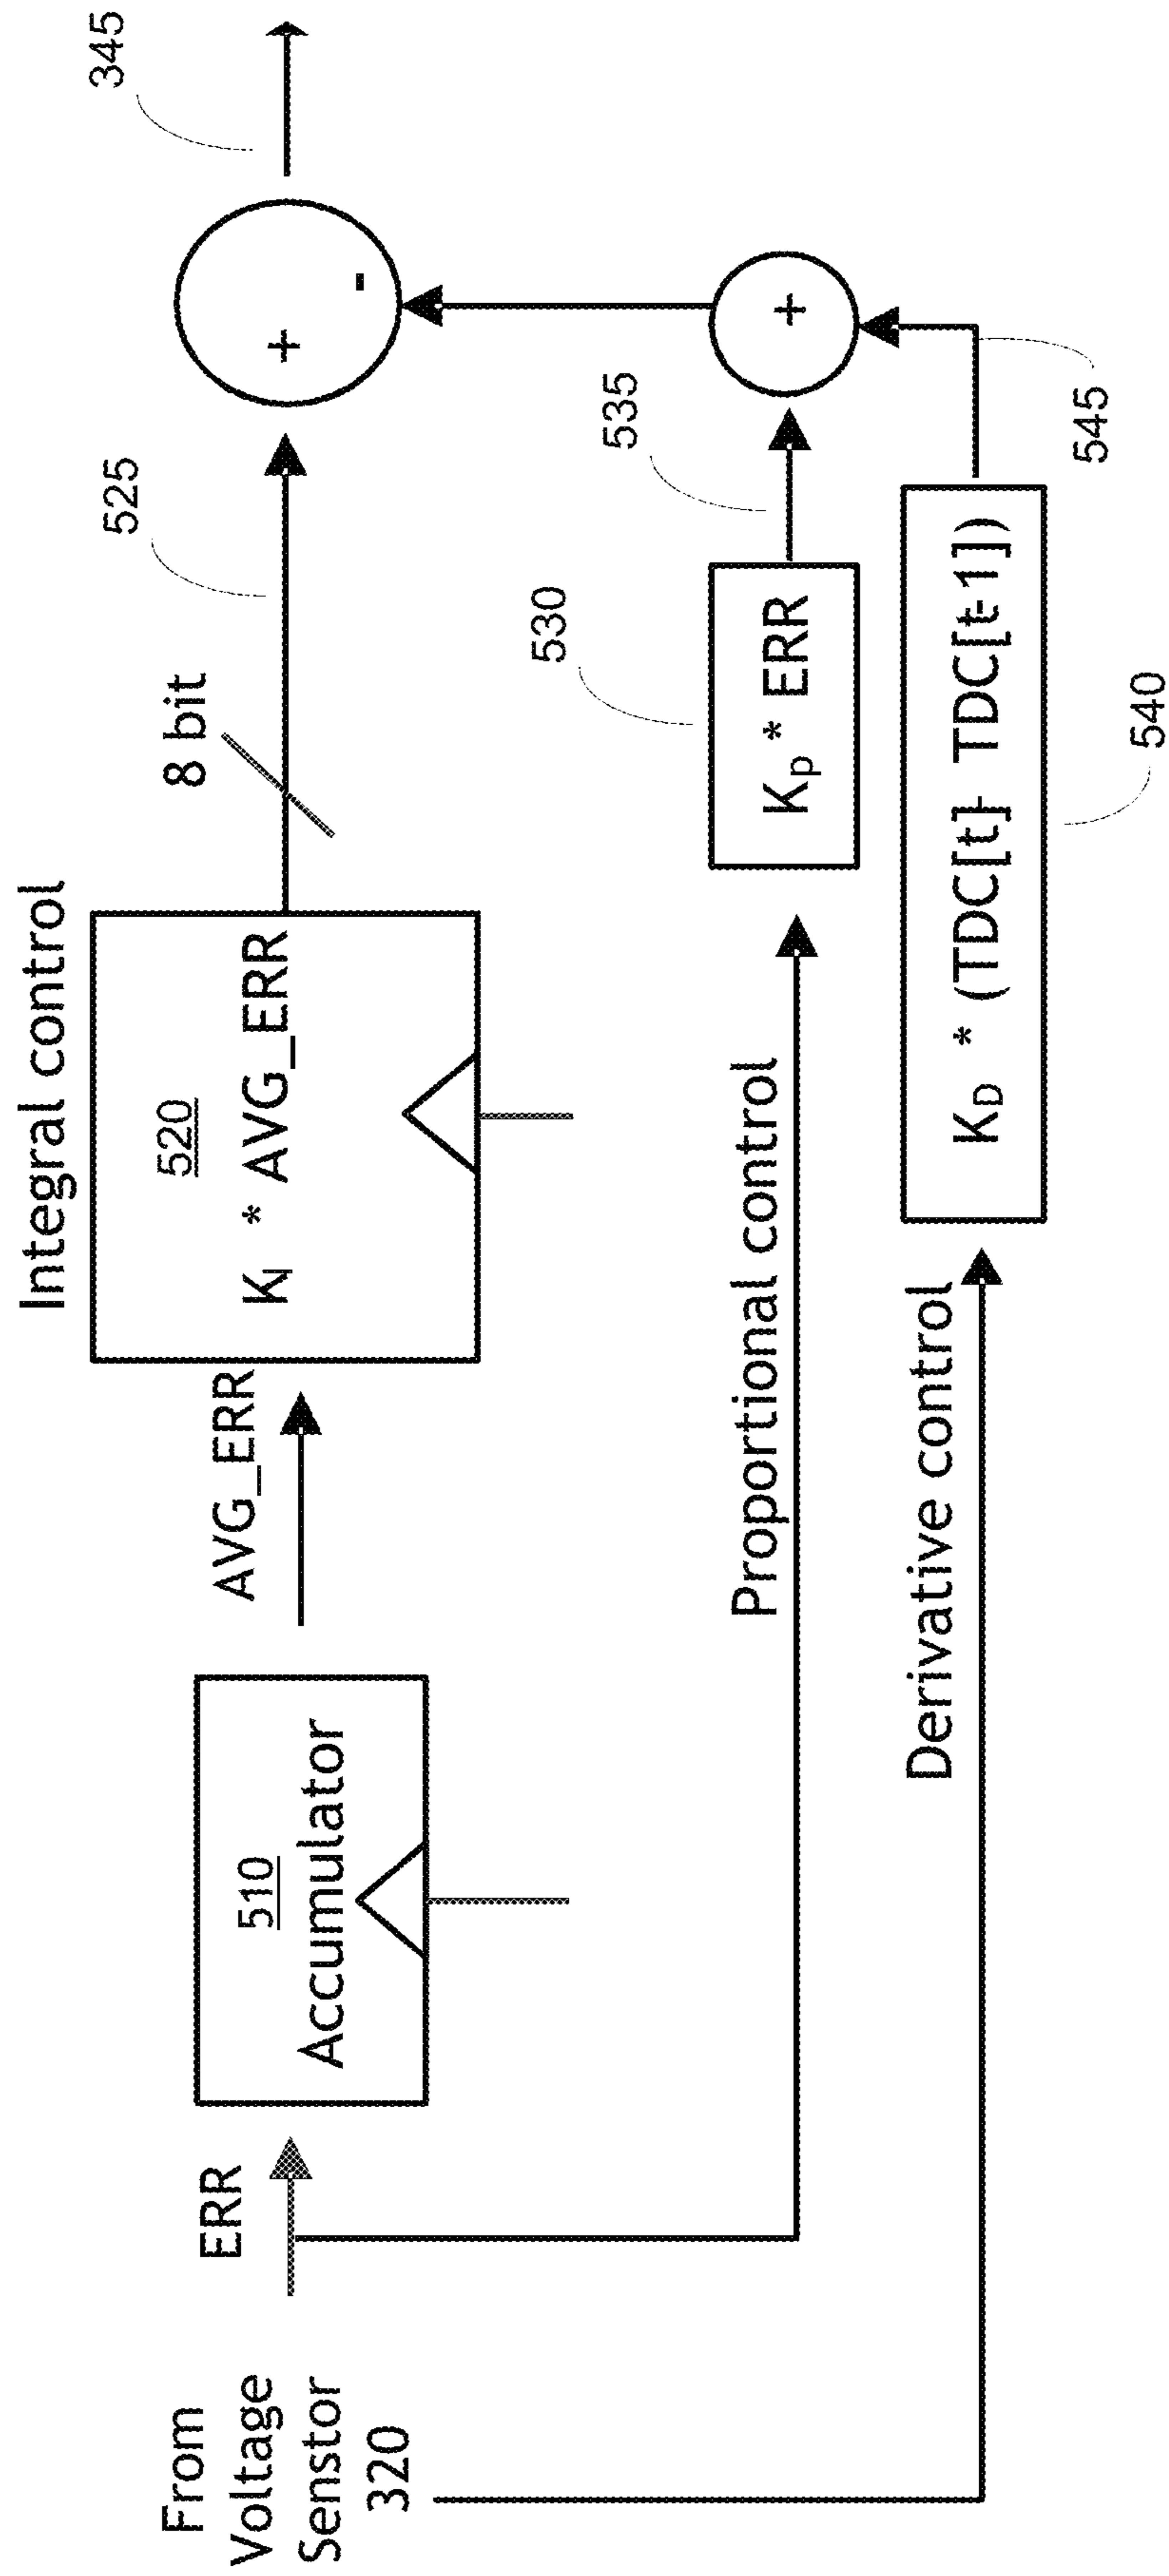 Integral control
345
525
8 bit
520
K_I * AVG_ERR
AVG_ERR
510
Accumulator
ERR
From
Voltage
Senstor
320
+
-
535
530
K_P * ERR
+
Proportional control
545
K_D * (TDC[t]- TDC[t-1])
540
Derivative control